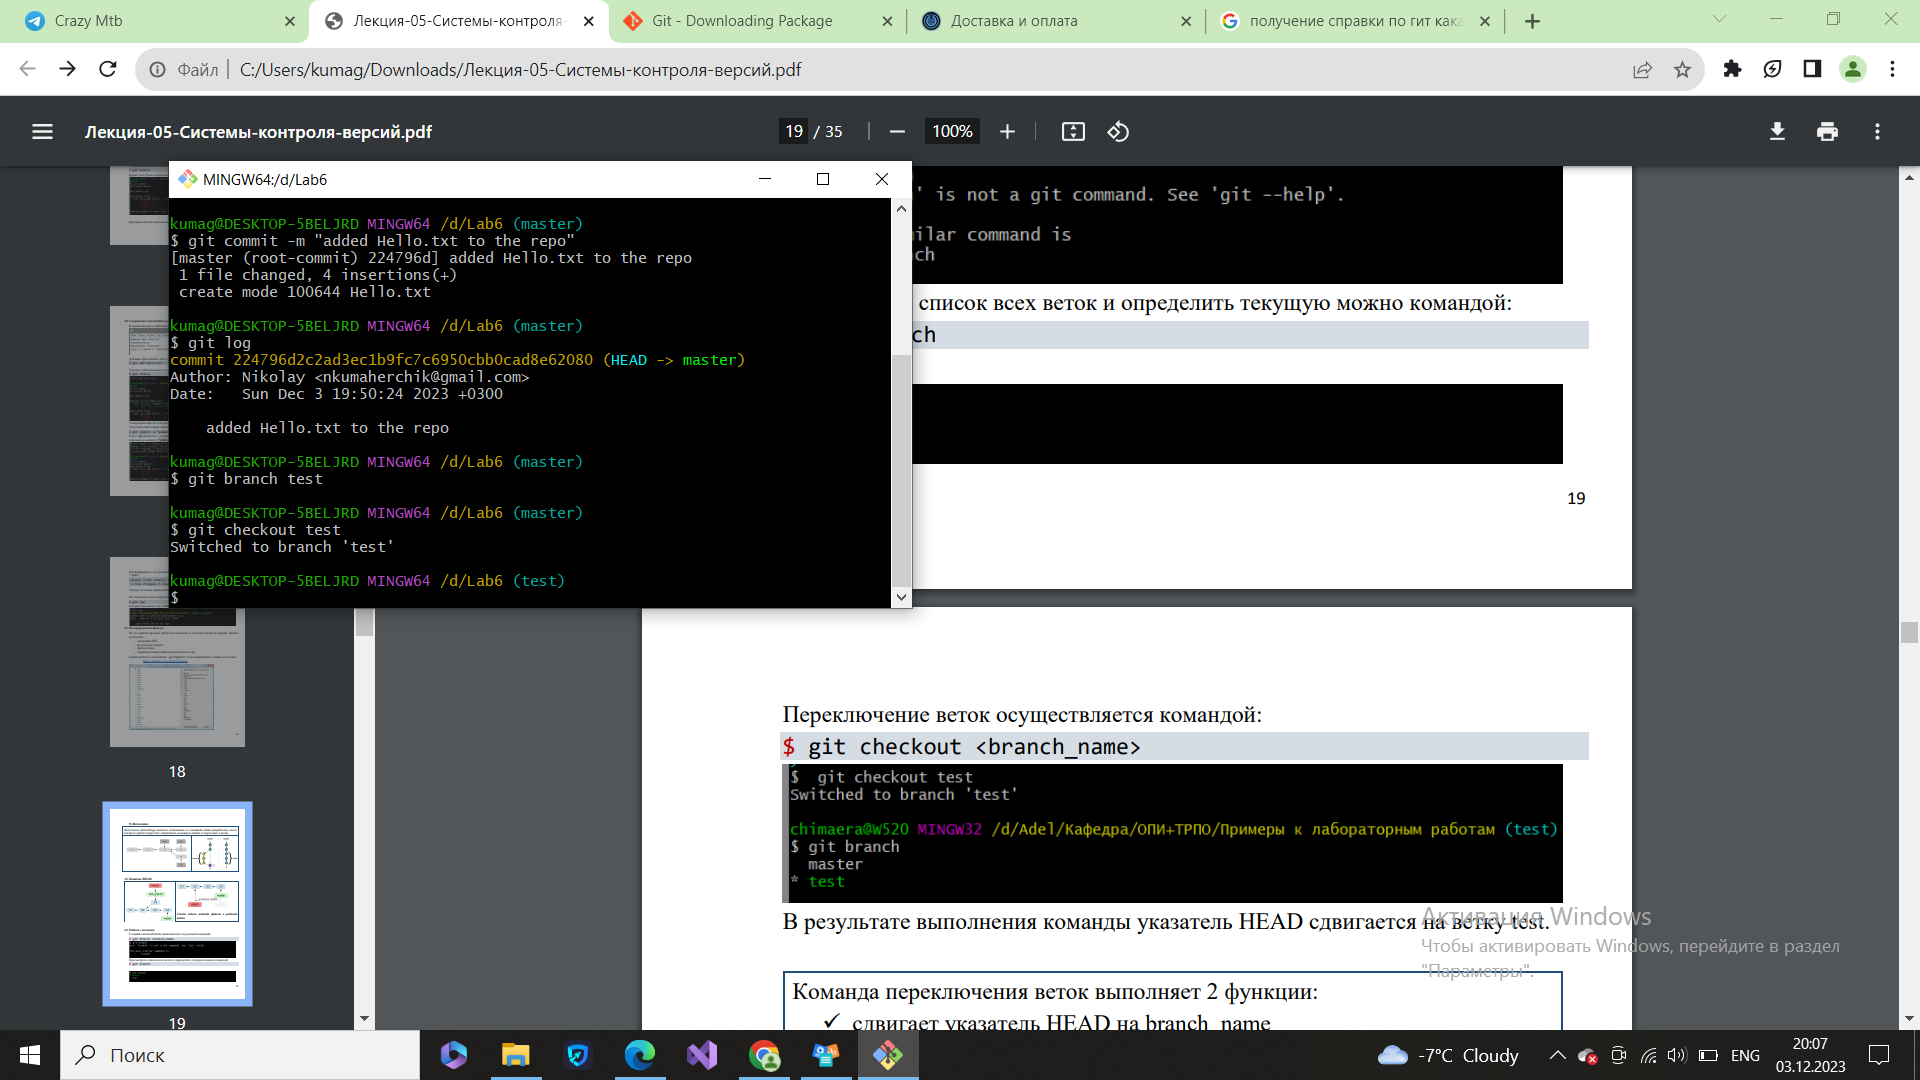 Crazy Mtb
Лекция-05-Системы-контроля-
Git - Downloading Package
Доставка и оплата
получение справки по гит кака
Файл
C:/Users/kumag/Downloads/Лекция-05-Системы-контроля-версий.pdf
Лекция-05-Системы-контроля-версий.pdf
19 / 35
100%
MINGW64:/d/Lab6
kumag@DESKTOP-5BELJRD MINGW64 /d/Lab6 (master)
$ git commit -m "added Hello.txt to the repo"
[master (root-commit) 224796d] added Hello.txt to the repo
1 file changed, 4 insertions(+)
create mode 100644 Hello.txt
kumag@DESKTOP-5BELJRD MINGW64 /d/Lab6 (master)
$ git log
commit 224796d2c2ad3ec1b9fc7c6950cbb0cad8e62080 (HEAD -> master)
Author: Nikolay <nkumaherchik@gmail.com>
Date:   Sun Dec 3 19:50:24 2023 +0300
added Hello.txt to the repo
kumag@DESKTOP-5BELJRD MINGW64 /d/Lab6 (master)
$ git branch test
kumag@DESKTOP-5BELJRD MINGW64 /d/Lab6 (master)
$ git checkout test
Switched to branch 'test'
kumag@DESKTOP-5BELJRD MINGW64 /d/Lab6 (test)
$
' is not a git command. See 'git --help'.
milar command is
ch
список всех веток и определить текущую можно командой:
ch
19
Переключение веток осуществляется командой:
$ git checkout <branch_name>
$  git checkout test
Switched to branch 'test'
chimaera@W520 MINGW32 /d/Adel/Кафедра/ОПИ+ТРПО/Примеры к лабораторным работам (test)
$ git branch
master
* test
В результате выполнения команды указатель HEAD сдвигается на ветку test.
Команда переключения веток выполняет 2 функции:
✓ сдвигает указатель HEAD на branch_name
18
19
Активация Windows
Чтобы активировать Windows, перейдите в раздел
"Параметры".
Поиск
-7°C Cloudy
ENG
20:07
03.12.2023